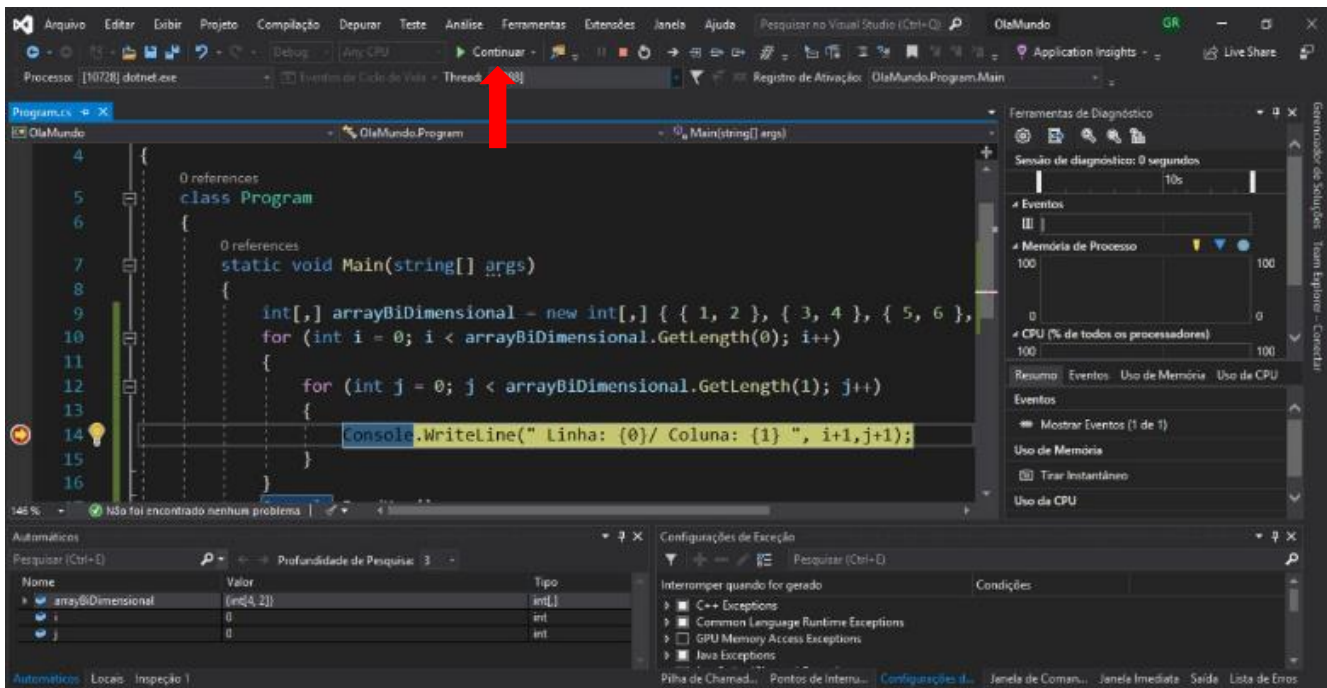 Arquivo Editar Exibir Projeto Compilação Depurar Teste Análise Ferramentas Extensões Janela Ajuda Pesquisar no Visual Studio (Ctrl+Q) OlaMundo GR
Debug Any CPU Continuar Application Insights Live Share
Processo: [10728] dotnet.exe Eventos de Ciclo de Vida Thread: Registro de Ativação: OlaMundo.Program.Main
Program.cs
OlaMundo OlaMundo.Program Main(string[] args)
4 {
0 references
5 class Program
6 {
0 references
7 static void Main(string[] args)
8 {
9 int[,] arrayBiDimensional = new int[,] { { 1, 2 }, { 3, 4 }, { 5, 6 },
10 for (int i = 0; i < arrayBiDimensional.GetLength(0); i++)
11 {
12 for (int j = 0; j < arrayBiDimensional.GetLength(1); j++)
13 {
14 Console.WriteLine(" Linha: {0}/ Coluna: {1} ", i+1,j+1);
15 }
16 }
146 % Não foi encontrado nenhum problema
Ferramentas de Diagnóstico
Sessão de diagnóstico: 0 segundos
10s
Eventos
Memória de Processo
100 100
0 0
CPU (% de todos os processadores)
100 100
Resumo Eventos Uso de Memória Uso da CPU
Eventos
Mostrar Eventos (1 de 1)
Uso de Memória
Tirar Instantâneo
Uso da CPU
Gerenciador de Soluções Team Explorer - Conectar
Automáticos
Pesquisar (Ctrl+E) Profundidade de Pesquisa: 3
Nome Valor Tipo
arrayBiDimensional {int[4, 2]} int[,]
i 0 int
j 0 int
Automáticos Locais Inspeção 1
Configurações de Exceção
Pesquisar (Ctrl+E)
Interromper quando for gerado Condições
C++ Exceptions
Common Language Runtime Exceptions
GPU Memory Access Exceptions
Java Exceptions
Pilha de Chamad... Pontos de Interru... Configurações d... Janela de Coman... Janela Imediata Saída Lista de Erros